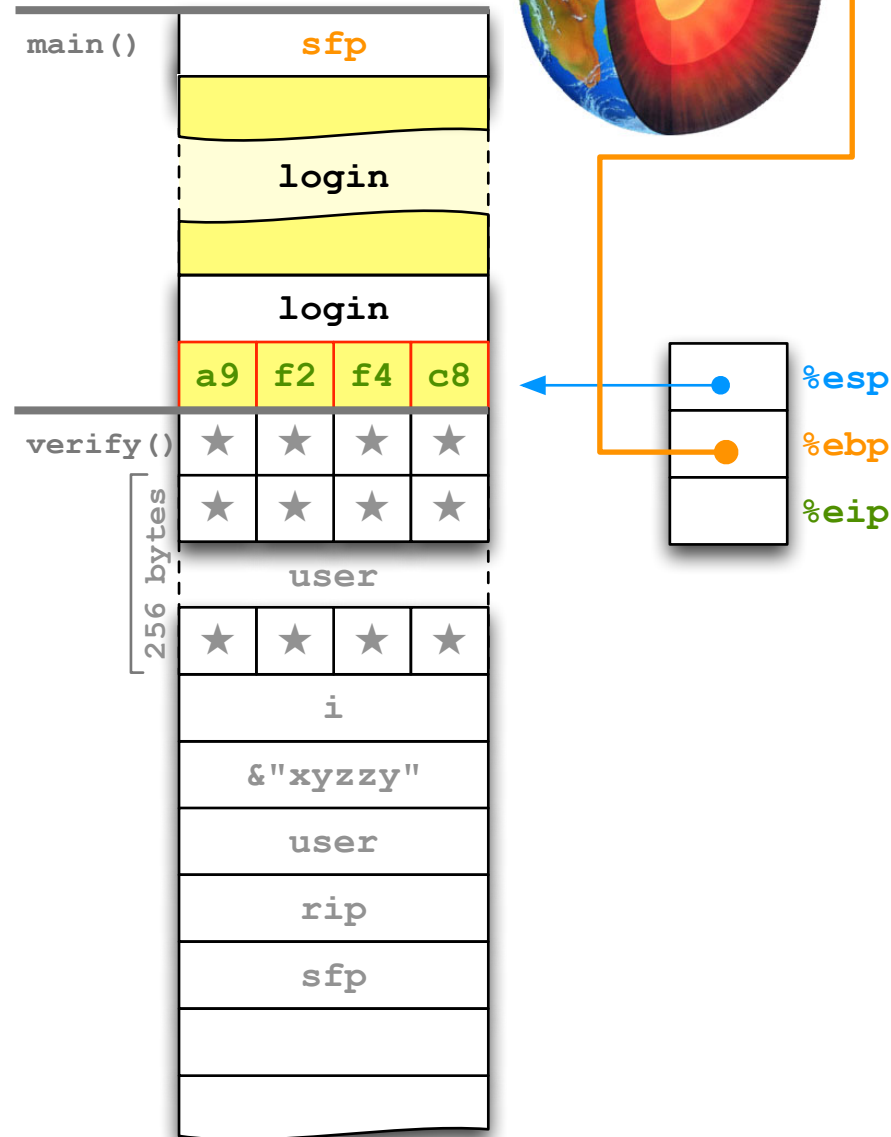 main()
sfp
login
login
a9 f2 f4 c8
%esp
verify()
★ ★ ★ ★
%ebp
★ ★ ★ ★
%eip
256 bytes
user
★ ★ ★ ★
i
&"xyzzy"
user
rip
sfp